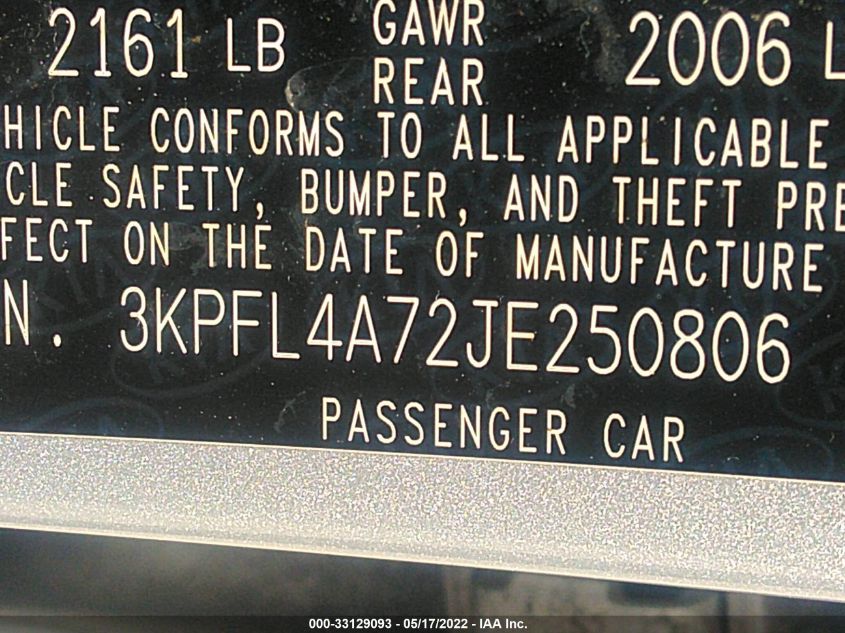 2161 LB GAWR REAR 2006 L
HICLE CONFORMS TO ALL APPLICABLE
CLE SAFETY, BUMPER, AND THEFT PRE
FECT ON THE DATE OF MANUFACTURE
N. 3KPFL4A72JE250806
PASSENGER CAR
000-33129093 - 05/17/2022 - IAA Inc.